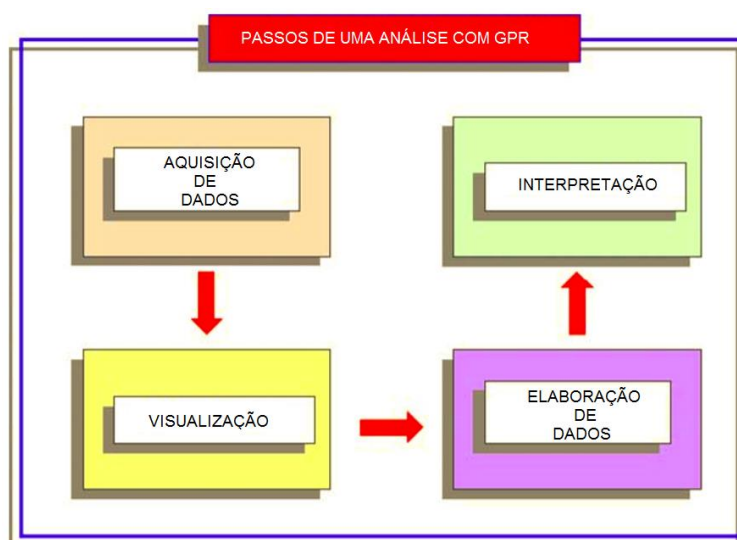 PASSOS DE UMA ANÁLISE COM GPR
AQUISIÇÃO
DE
DADOS
VISUALIZAÇÃO
ELABORAÇÃO
DE
DADOS
INTERPRETAÇÃO